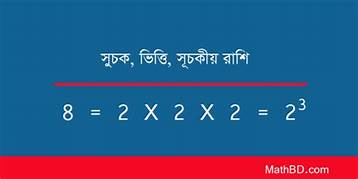 সুচক, ভিত্তি, সূচকীয় রাশি
8 = 2 X 2 X 2 = 2³
MathBD.com